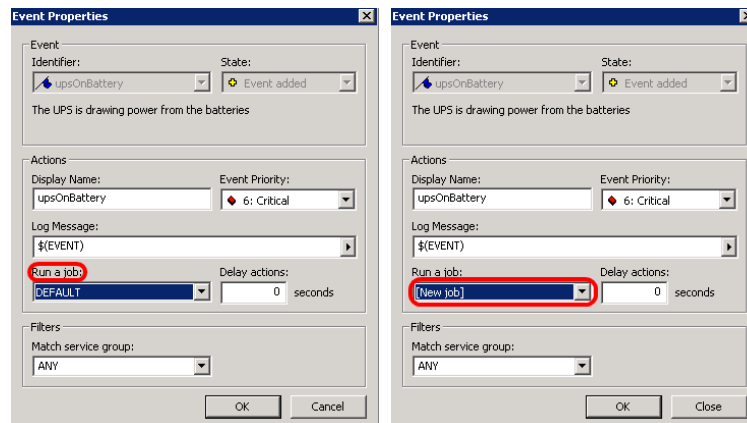 Event Properties
Event
Identifier: State:
upsOnBattery Event added
The UPS is drawing power from the batteries
Actions
Display Name: Event Priority:
upsOnBattery 6: Critical
Log Message:
$(EVENT)
Run a job: Delay actions:
DEFAULT 0 seconds
Filters
Match service group:
ANY
OK Cancel
Event Properties
Event
Identifier: State:
upsOnBattery Event added
The UPS is drawing power from the batteries
Actions
Display Name: Event Priority:
upsOnBattery 6: Critical
Log Message:
$(EVENT)
Run a job: Delay actions:
[New job] 0 seconds
Filters
Match service group:
ANY
OK Close